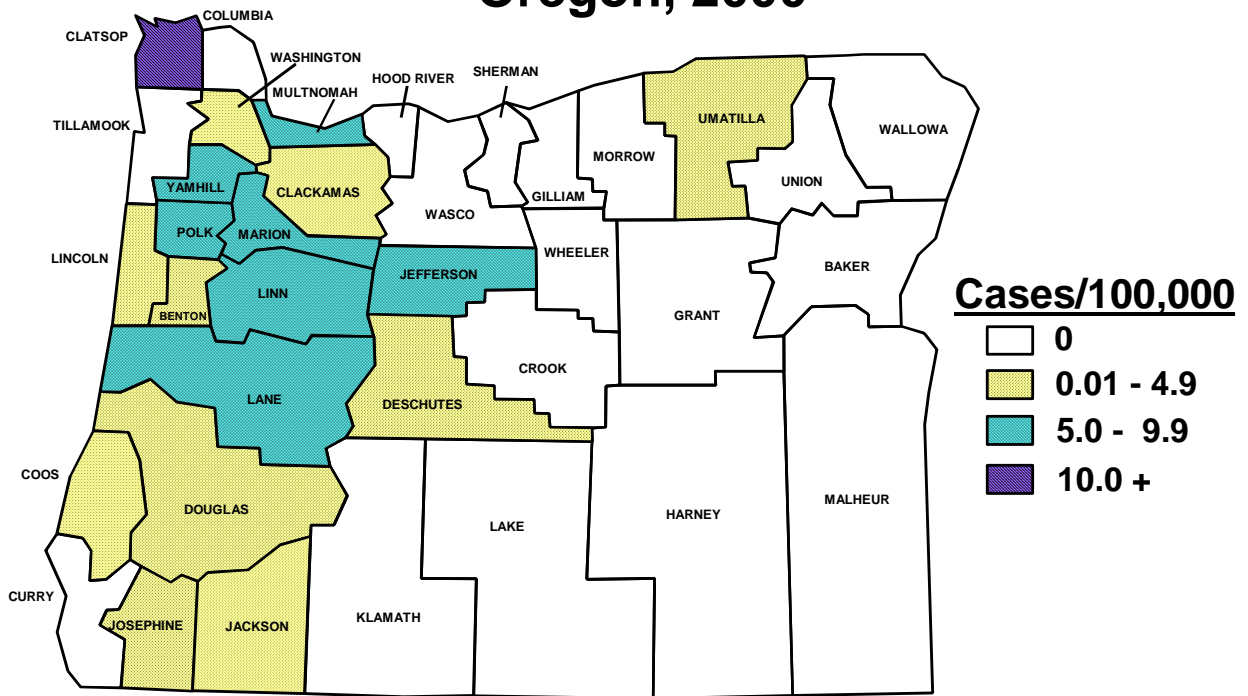 COLUMBIA
CLATSOP
WASHINGTON
HOOD RIVER
SHERMAN
MULTNOMAH
TILLAMOOK
UMATILLA
WALLOWA
MORROW
YAMHILL
CLACKAMAS
UNION
GILLIAM
WASCO
POLK
MARION
LINCOLN
WHEELER
JEFFERSON
BAKER
LINN
BENTON
GRANT
CROOK
LANE
DESCHUTES
COOS
DOUGLAS
LAKE
HARNEY
MALHEUR
CURRY
JOSEPHINE
JACKSON
KLAMATH
Cases/100,000
0
0.01 - 4.9
5.0 - 9.9
10.0 +